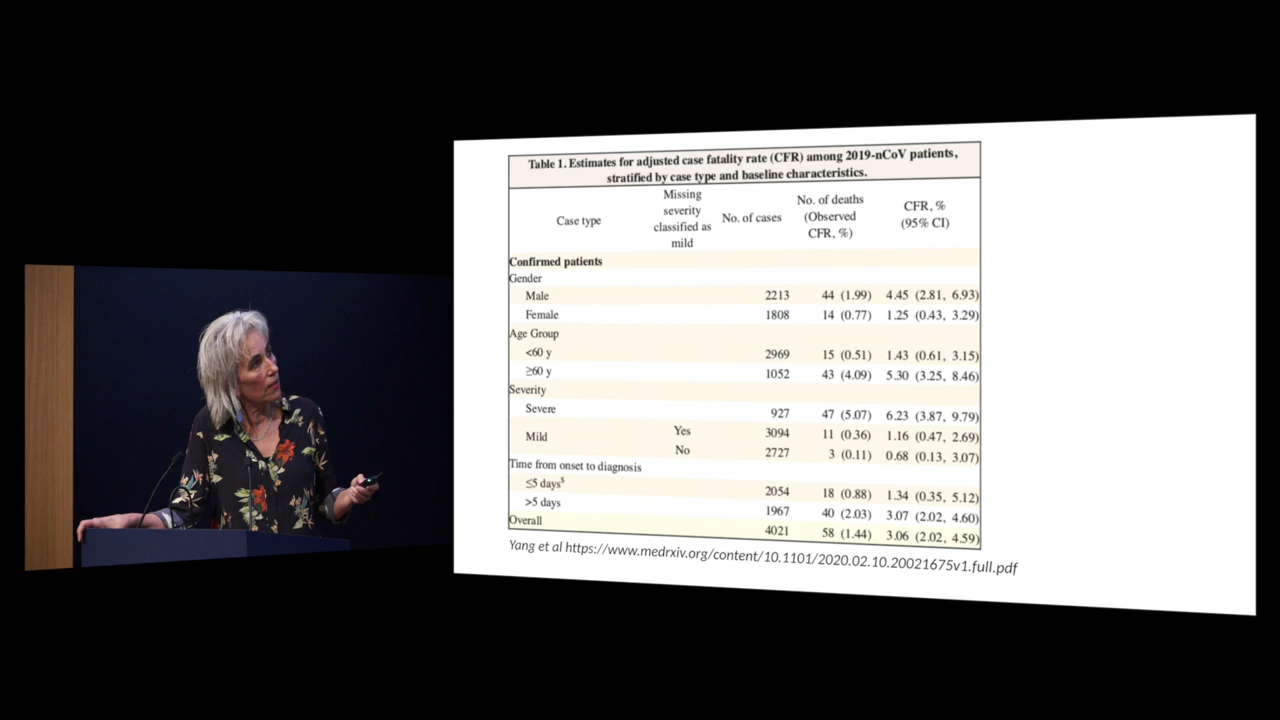 Table 1. Estimates for adjusted case fatality rate (CFR) among 2019-nCoV patients,
stratified by case type and baseline characteristics.
Case type Missing severity classified as mild No. of cases No. of deaths (Observed CFR, %) CFR, % (95% CI)
Confirmed patients
Gender
Male 2213 44 (1.99) 4.45 (2.81, 6.93)
Female 1808 14 (0.77) 1.25 (0.43, 3.29)
Age Group
<60 y 2969 15 (0.51) 1.43 (0.61, 3.15)
≥60 y 1052 43 (4.09) 5.30 (3.25, 8.46)
Severity
Severe 927 47 (5.07) 6.23 (3.87, 9.79)
Mild Yes 3094 11 (0.36) 1.16 (0.47, 2.69)
No 2727 3 (0.11) 0.68 (0.13, 3.07)
Time from onset to diagnosis
≤5 days$ 2054 18 (0.88) 1.34 (0.35, 5.12)
>5 days 1967 40 (2.03) 3.07 (2.02, 4.60)
Overall 4021 58 (1.44) 3.06 (2.02, 4.59)
Yang et al https://www.medrxiv.org/content/10.1101/2020.02.10.20021675v1.full.pdf